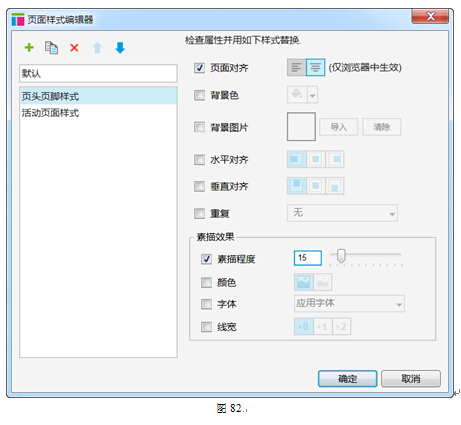 页面样式编辑器
检查属性并用如下样式替换.
默认
页头页脚样式
活动页面样式
页面对齐 (仅浏览器中生效)
背景色
背景图片 导入 清除
水平对齐
垂直对齐
重复 无
素描效果
素描程度 15
颜色
字体 应用字体
线宽 +0 +1 +2
确定 取消
图 82.